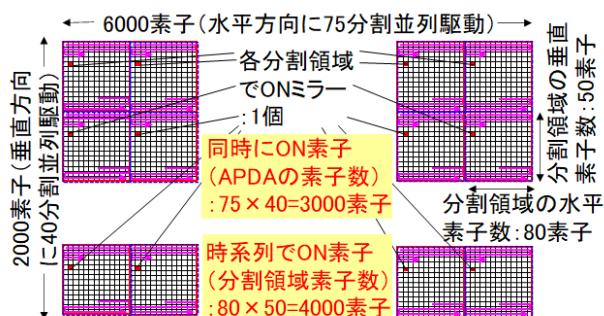 6000素子(水平方向に75分割並列駆動)
2000素子(垂直方向
に40分割並列駆動)
各分割領域
でONミラー
:1個
同時にON素子
(APDAの素子数)
:75×40=3000素子
時系列でON素子
(分割領域素子数)
:80×50=4000素子
分割領域の垂直
素子数:50素子
分割領域の水平
素子数:80素子